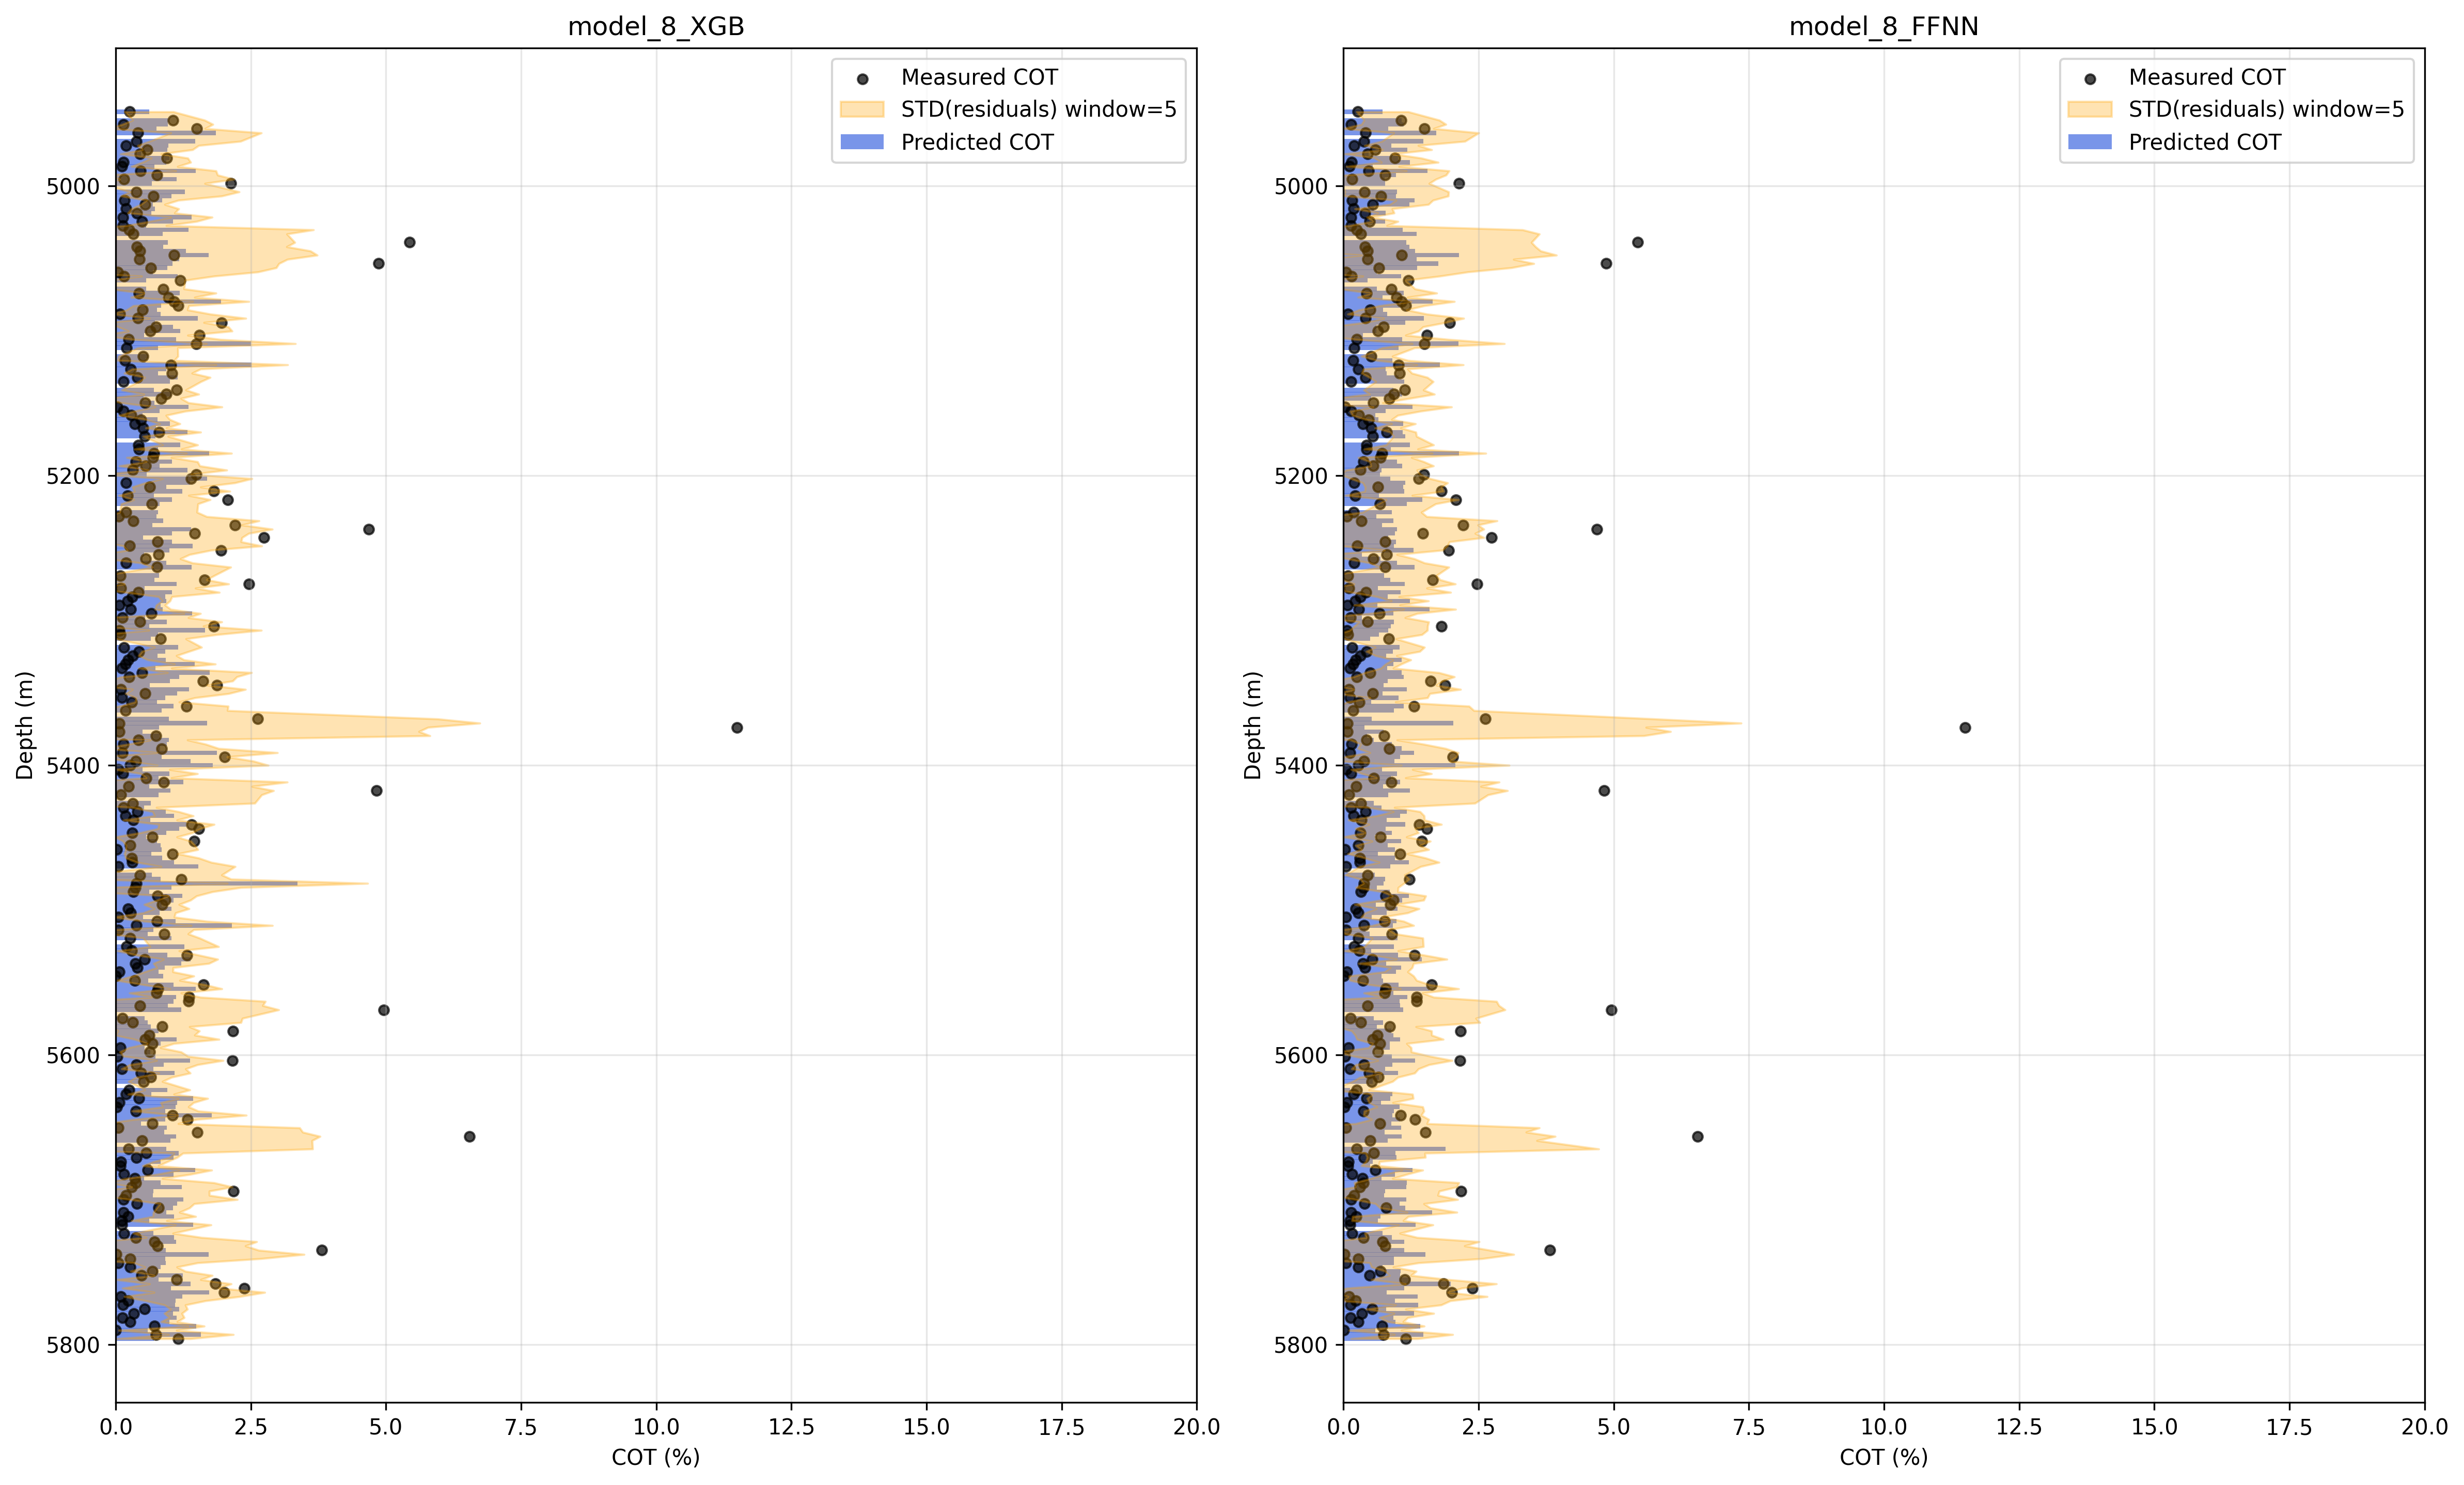 model_8_XGB
Measured COT
STD(residuals) window=5
Predicted COT
5000
5200
5400
5600
5800
Depth (m)
0.0 2.5 5.0 7.5 10.0 12.5 15.0 17.5 20.0
COT (%)
model_8_FFNN
Measured COT
STD(residuals) window=5
Predicted COT
5000
5200
5400
5600
5800
Depth (m)
0.0 2.5 5.0 7.5 10.0 12.5 15.0 17.5 20.0
COT (%)